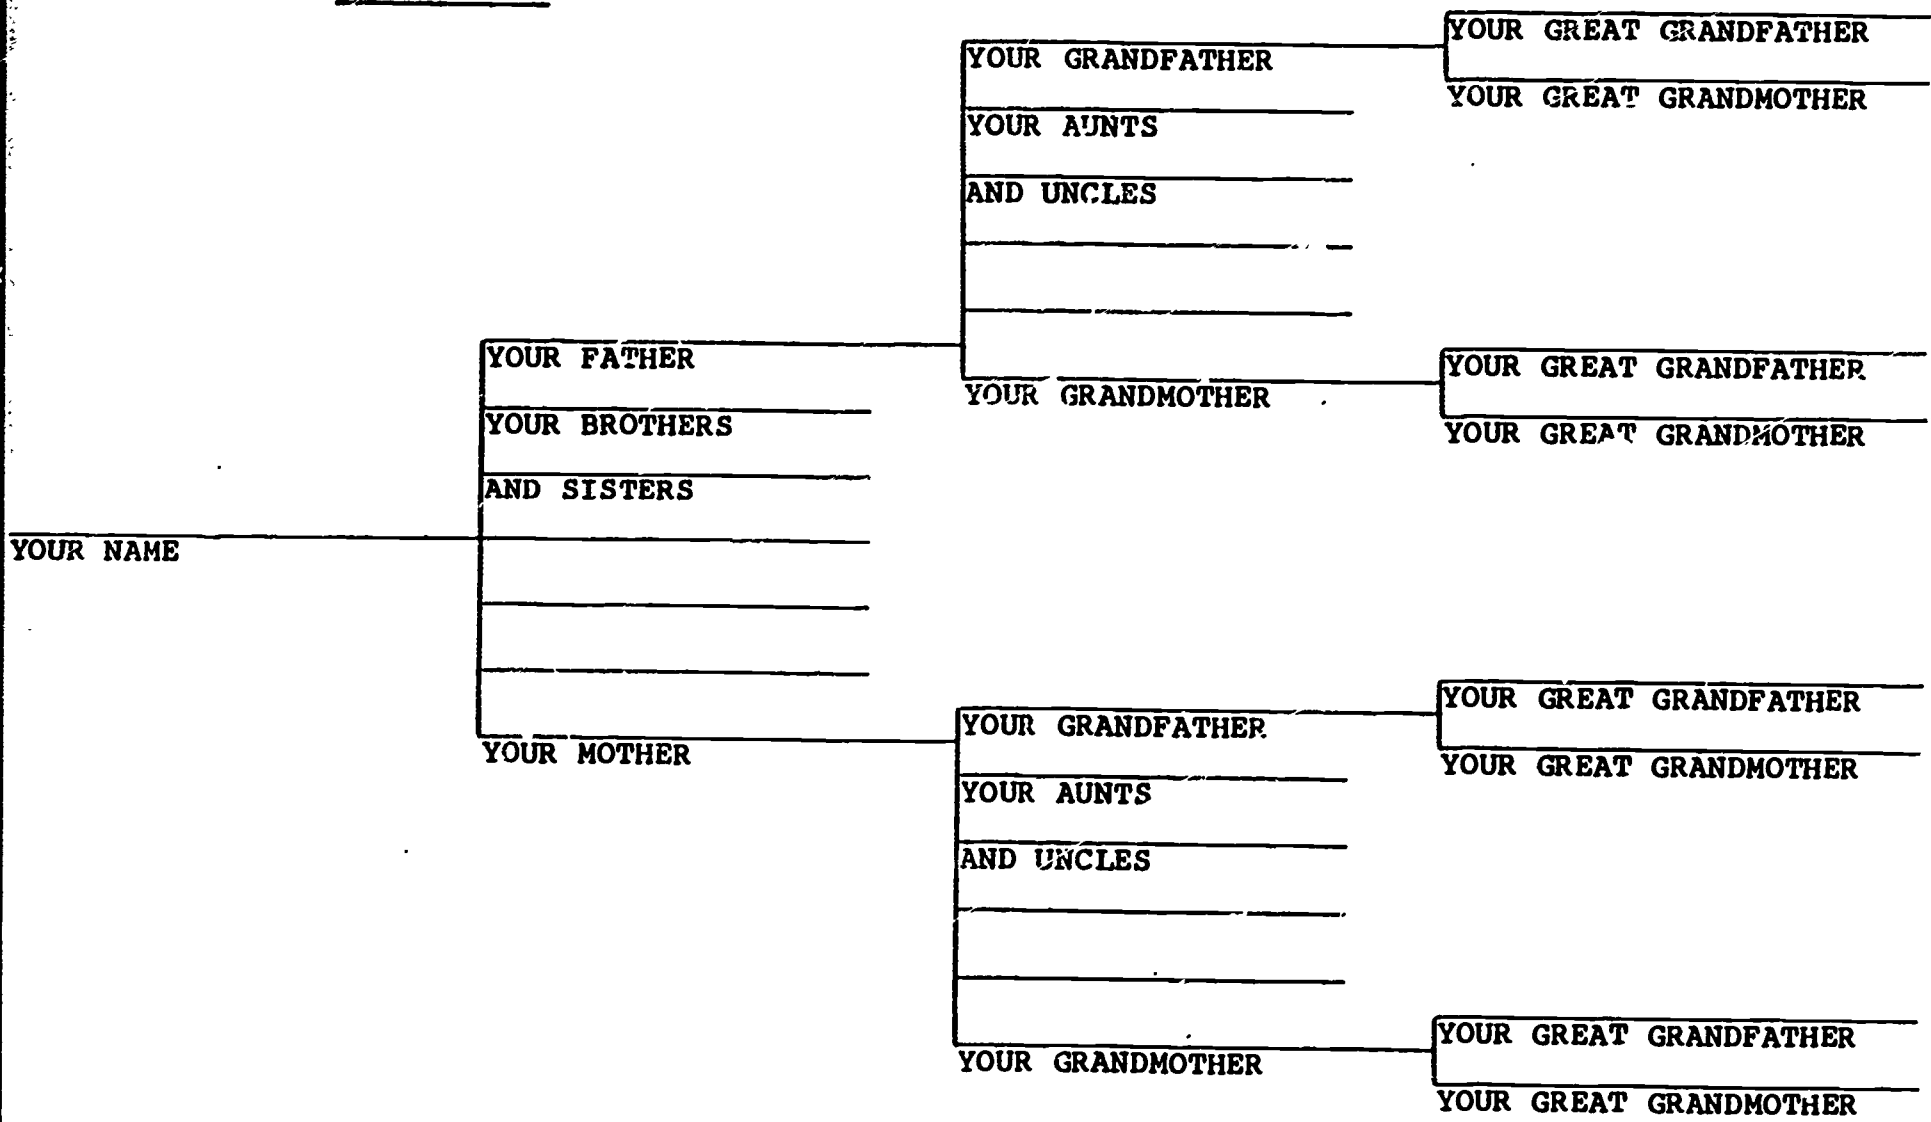 YOUR GREAT GRANDFATHER
YOUR GRANDFATHER
YOUR GREAT GRANDMOTHER
YOUR AUNTS
AND UNCLES
YOUR FATHER
YOUR GREAT GRANDFATHER
YOUR GRANDMOTHER
YOUR BROTHERS
YOUR GREAT GRANDMOTHER
AND SISTERS
YOUR NAME
YOUR GREAT GRANDFATHER
YOUR GRANDFATHER
YOUR MOTHER
YOUR GREAT GRANDMOTHER
YOUR AUNTS
AND UNCLES
YOUR GREAT GRANDFATHER
YOUR GRANDMOTHER
YOUR GREAT GRANDMOTHER